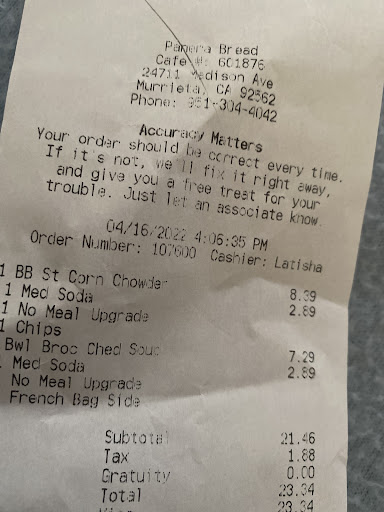 Panera Bread
Cafe #: 601876
24711 Madison Ave
Murrieta, CA 92562
Phone: 951-304-4042
Accuracy Matters
Your order should be correct every time.
If it's not, we'll fix it right away,
and give you a free treat for your
trouble. Just let an associate know.
04/16/2022 4:06:35 PM
Order Number: 107600 Cashier: Latisha
1 BB St Corn Chowder 8.39
1 Med Soda 2.89
1 No Meal Upgrade
1 Chips
Bwl Broc Ched Soup 7.29
Med Soda 2.89
No Meal Upgrade
French Bag Side
Subtotal 21.46
Tax 1.88
Gratuity 0.00
Total 23.34
23.34